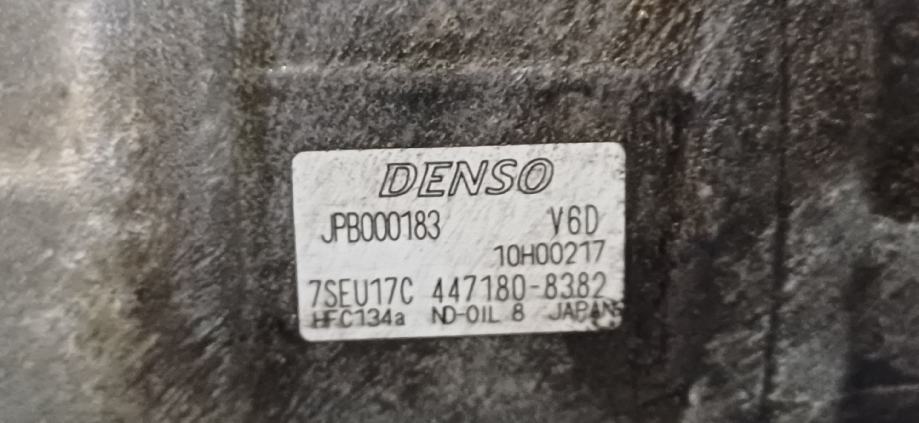 DENSO
JPB000183 V6D
10H00217
7SEU17C 447180-8382
HFC134a ND-OIL 8 JAPAN